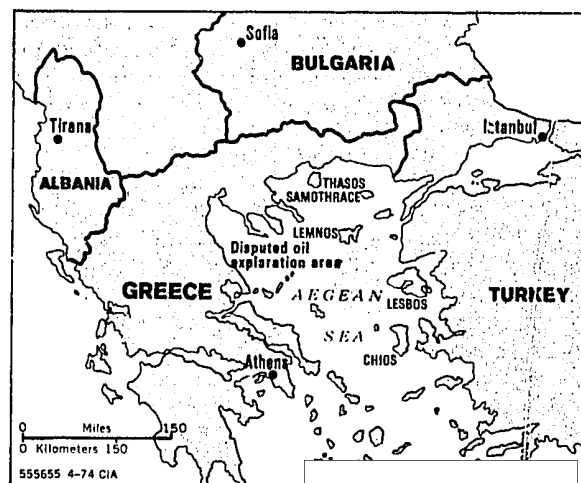 Sofia
BULGARIA
Tirana
Istanbul
ALBANIA
THASOS
SAMOTHRACE
LEMNOS
Disputed oil
exploration area
GREECE
AEGEAN
SEA
LESBOS
TURKEY
CHIOS
Athens
0 Miles 150
0 Kilometers 150
555655 4-74 CIA